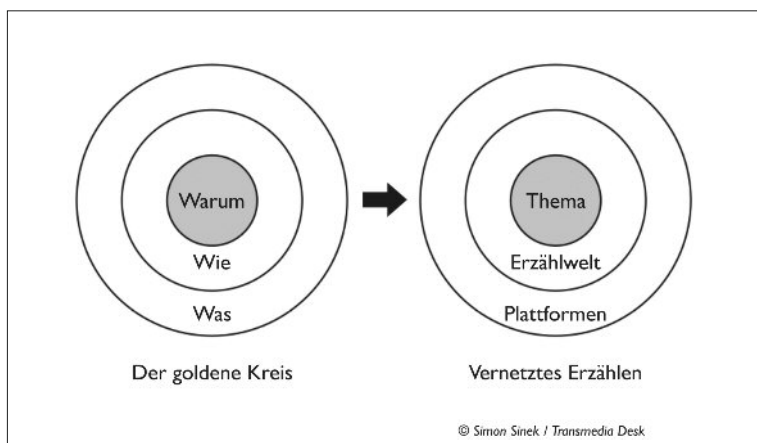 Warum
Wie
Was
Der goldene Kreis
Thema
Erzählwelt
Plattformen
Vernetztes Erzählen
© Simon Sinek / Transmedia Desk